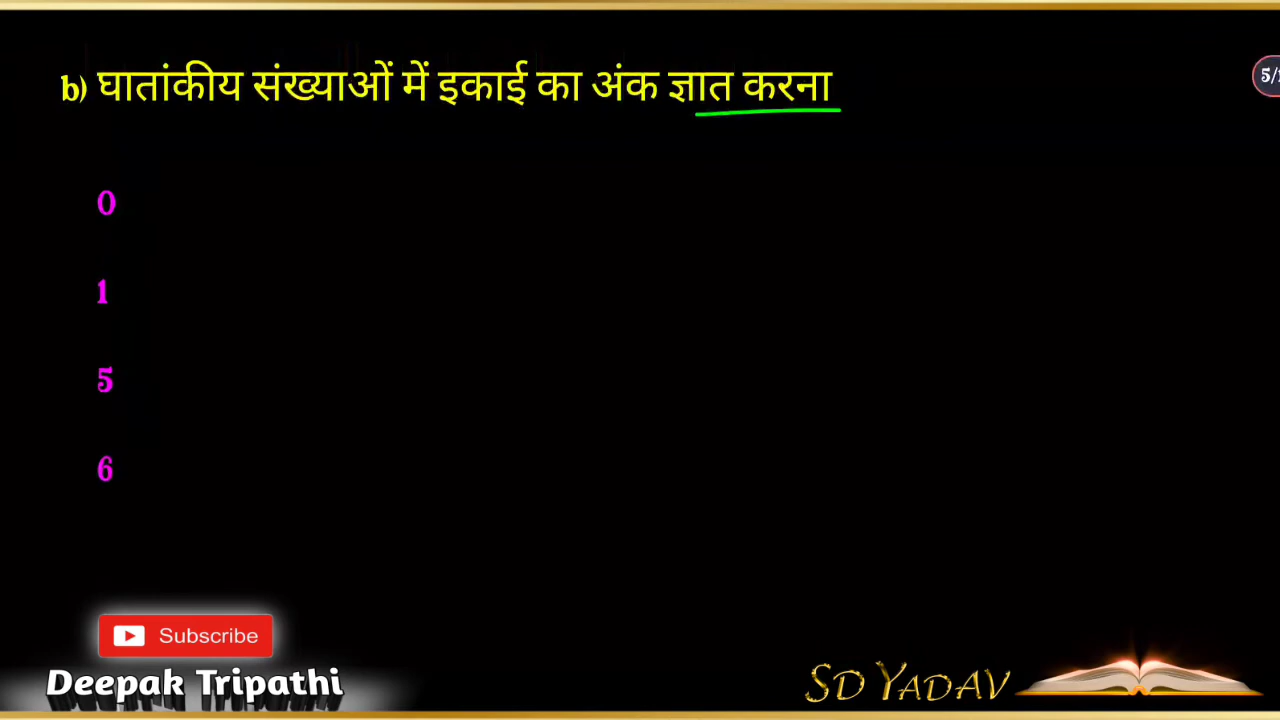 b) घातांकीय संख्याओं में इकाई का अंक ज्ञात करना
0
1
5
6
Subscribe
Deepak Tripathi
SD YADAV